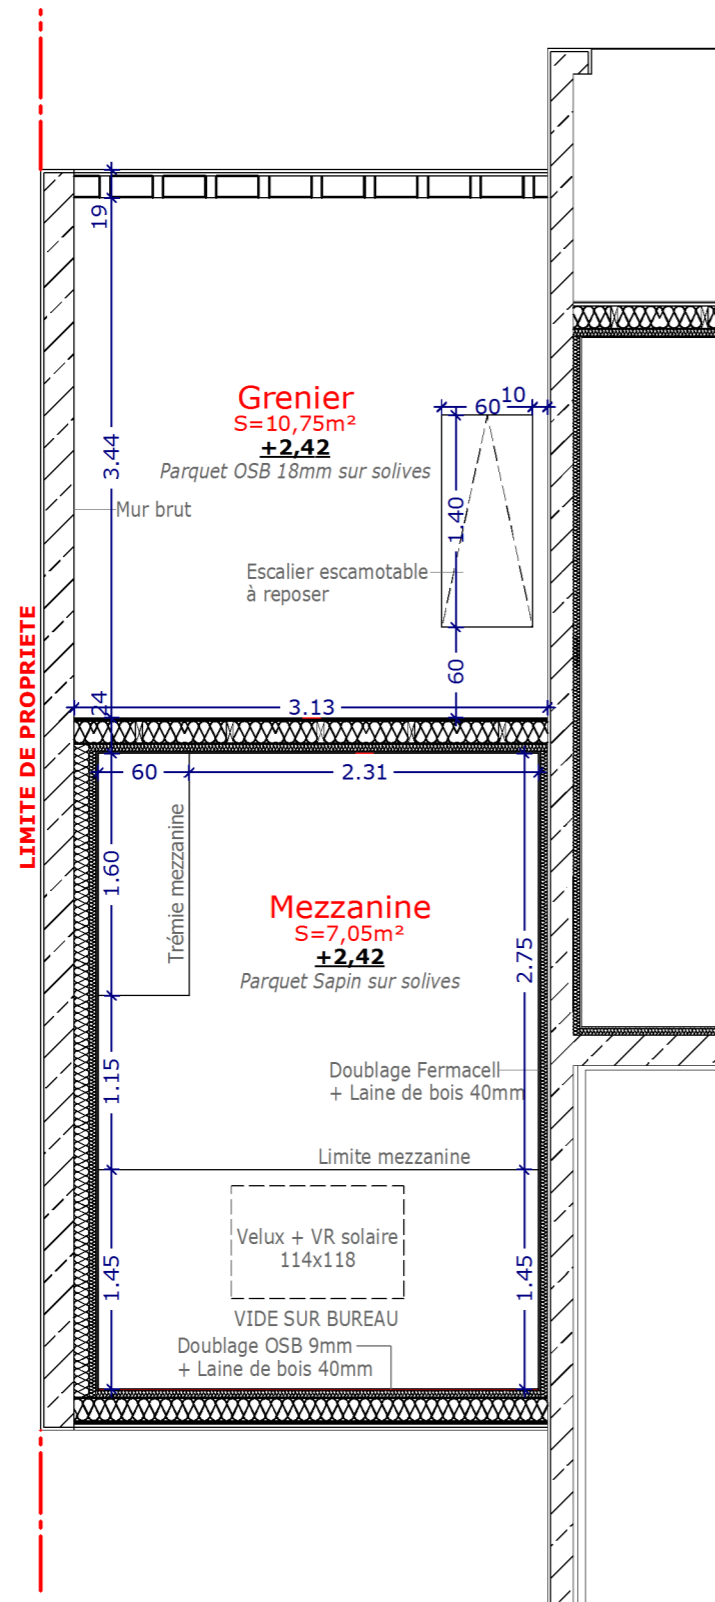 19
Grenier
S=10,75m²
+2,42
Parquet OSB 18mm sur solives
10
60
3.44
Mur brut
1.40
Escalier escamotable
à reposer
LIMITE DE PROPRIETE
60
24
3.13
60
2.31
1.60
Trémie mezzanine
Mezzanine
S=7,05m²
+2,42
Parquet Sapin sur solives
2.75
1.15
Doublage Fermacell
+ Laine de bois 40mm
Limite mezzanine
1.45
Velux + VR solaire
114x118
1.45
VIDE SUR BUREAU
Doublage OSB 9mm
+ Laine de bois 40mm